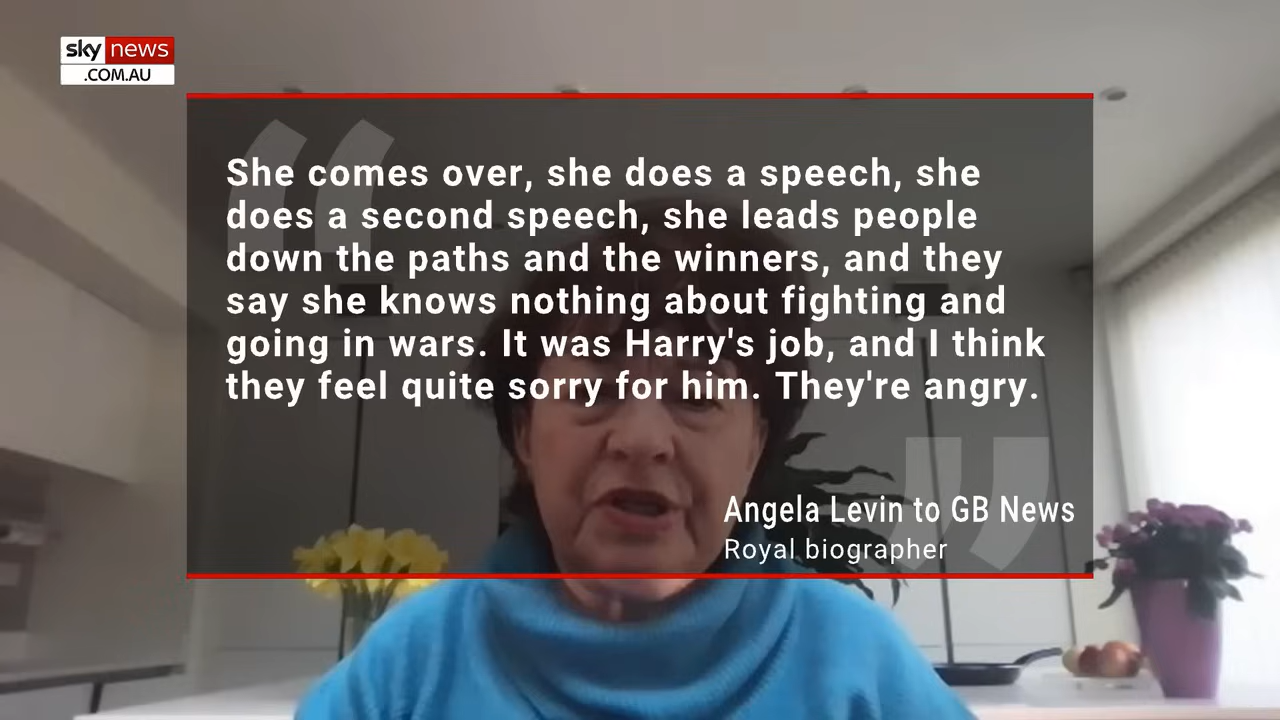 sky news
.COM.AU
She comes over, she does a speech, she
does a second speech, she leads people
down the paths and the winners, and they
say she knows nothing about fighting and
going in wars. It was Harry's job, and I think
they feel quite sorry for him. They're angry.
Angela Levin to GB News
Royal biographer